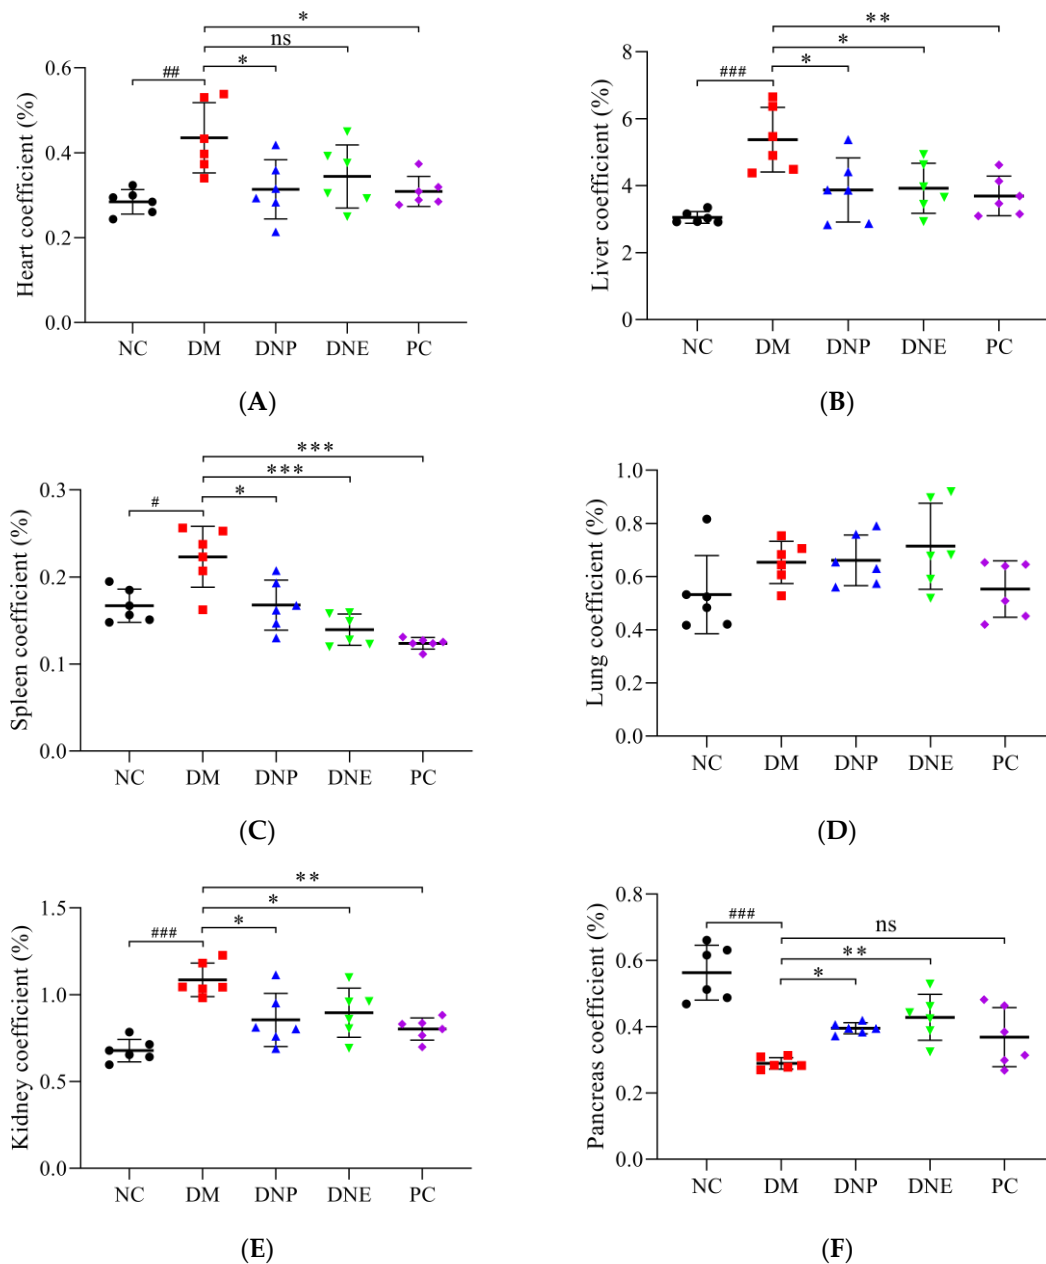 *
ns
## *
0.6
0.4
0.2
0.0
Heart coefficient (%)
NC DM DNP DNE PC
(A)
**
*
### *
8
6
4
2
0
Liver coefficient (%)
NC DM DNP DNE PC
(B)
***
***
# *
0.3
0.2
0.1
0.0
Spleen coefficient (%)
NC DM DNP DNE PC
(C)
1.0
0.8
0.6
0.4
0.2
0.0
Lung coefficient (%)
NC DM DNP DNE PC
(D)
**
*
### *
1.5
1.0
0.5
0.0
Kidney coefficient (%)
NC DM DNP DNE PC
(E)
### ns
**
*
0.8
0.6
0.4
0.2
0.0
Pancreas coefficient (%)
NC DM DNP DNE PC
(F)